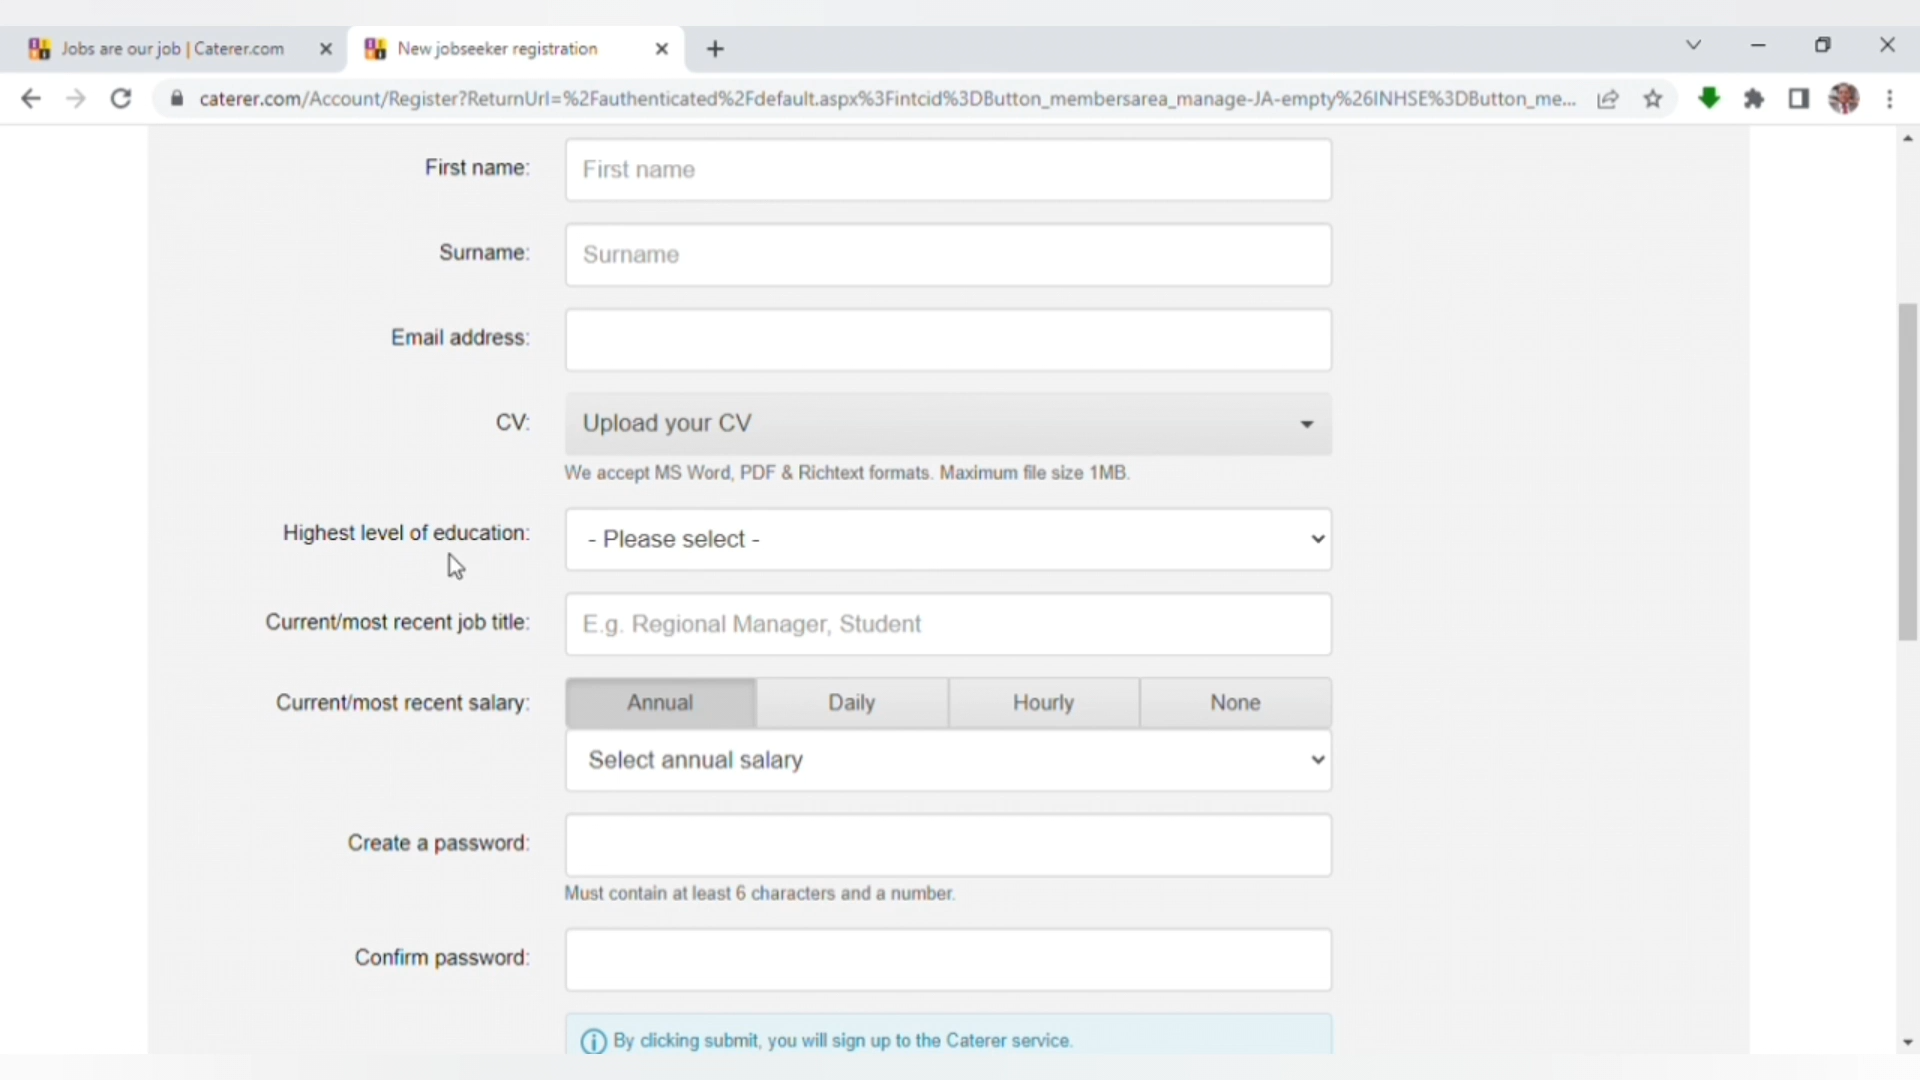 Jobs are our job | Caterer.com
New jobseeker registration
caterer.com/Account/Register?ReturnUrl=%2Fauthenticated%2Fdefault.aspx%3Fintcid%3DButton_membersarea_manage-JA-empty%26INHSE%3DButton_me...
First name:
First name
Surname:
Surname
Email address:
CV:
Upload your CV
We accept MS Word, PDF & Richtext formats. Maximum file size 1MB.
Highest level of education:
- Please select -
Current/most recent job title:
E.g. Regional Manager, Student
Current/most recent salary:
Annual
Daily
Hourly
None
Select annual salary
Create a password:
Must contain at least 6 characters and a number.
Confirm password:
By clicking submit, you will sign up to the Caterer service.